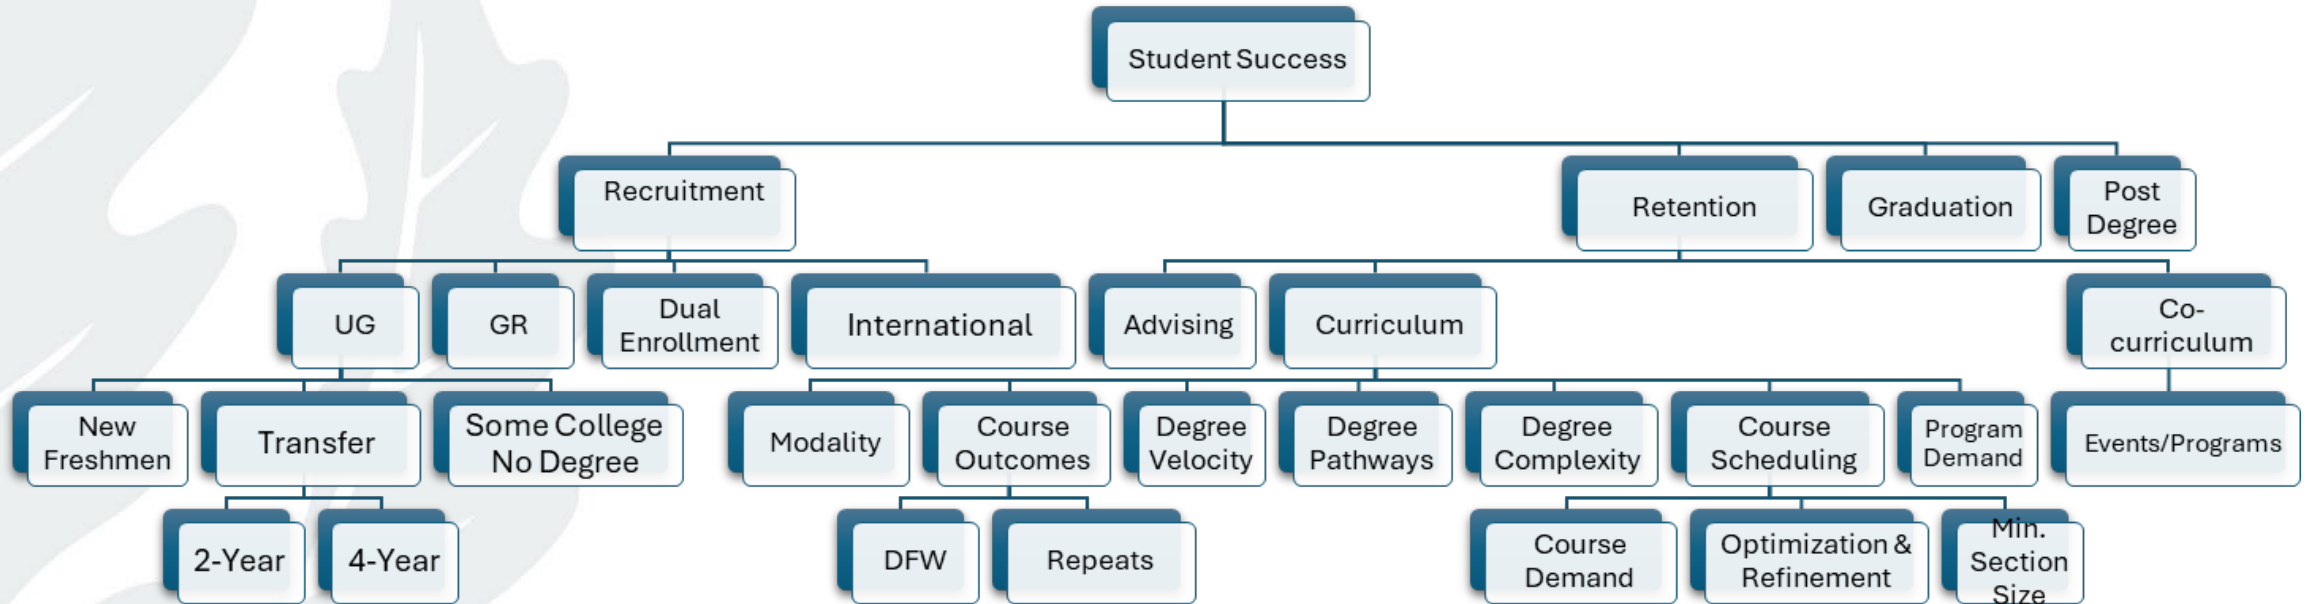 Student Success
Recruitment
Retention
Graduation
Post
Degree
UG
GR
Dual
Enrollment
International
Advising
Curriculum
Co-
curriculum
New
Freshmen
Transfer
Some College
No Degree
Modality
Course
Outcomes
Degree
Velocity
Degree
Pathways
Degree
Complexity
Course
Scheduling
Program
Demand
Events/Programs
2-Year
4-Year
DFW
Repeats
Course
Demand
Optimization &
Refinement
Min.
Section
Size